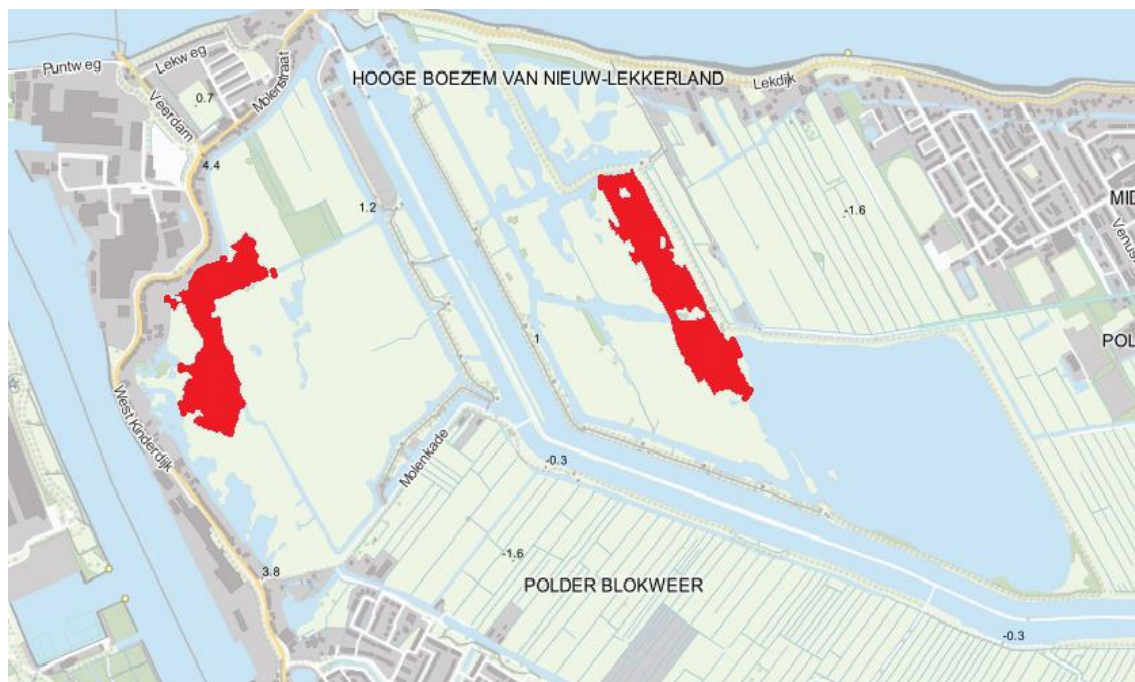 Puntweg
Lekweg
Molenstraat
HOOGE BOEZEM VAN NIEUW-LEKKERLAND
Lekdijk
0.7
Veerdam
4.4
1.2
-1.6
MID
Venus
1
POL
West Kinderdijk
Molenkade
-0.3
-1.6
3.8
POLDER BLOKWEER
-0.3